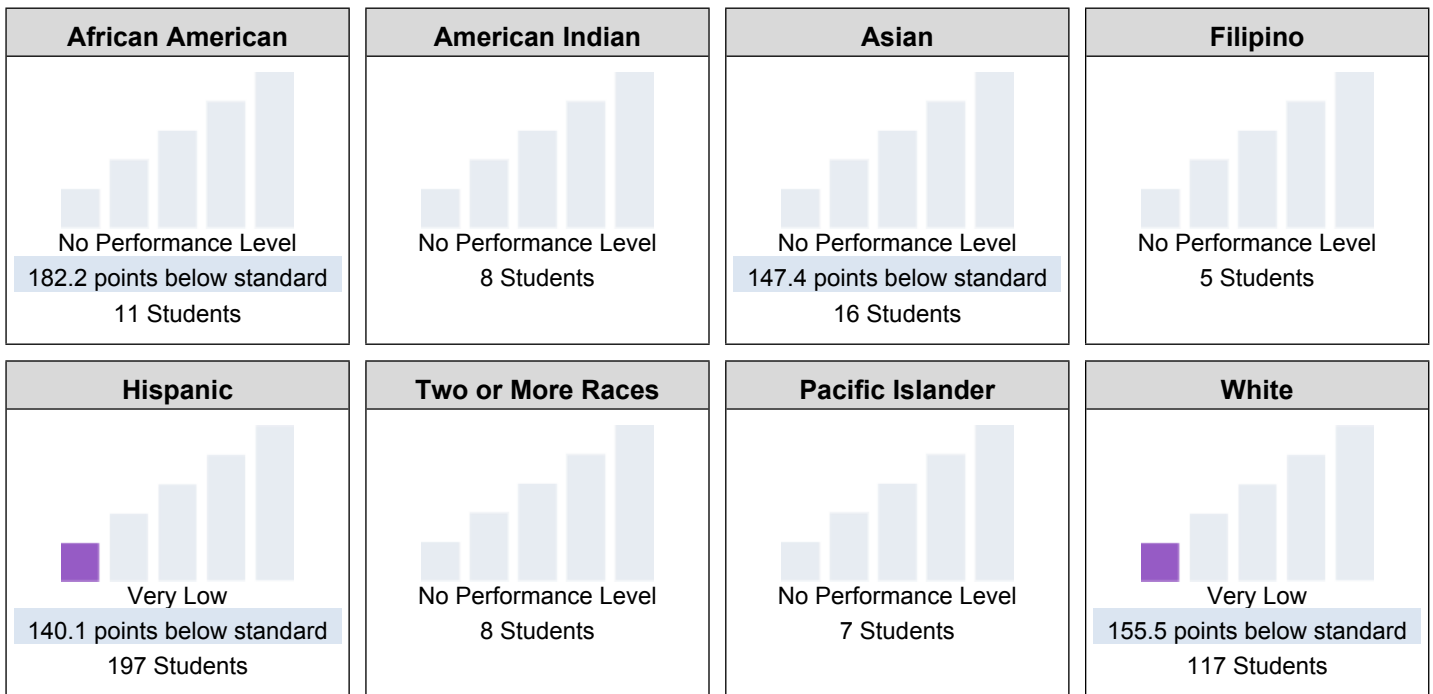 African American
No Performance Level
182.2 points below standard
11 Students
American Indian
No Performance Level
8 Students
Asian
No Performance Level
147.4 points below standard
16 Students
Filipino
No Performance Level
5 Students
Hispanic
Very Low
140.1 points below standard
197 Students
Two or More Races
No Performance Level
8 Students
Pacific Islander
No Performance Level
7 Students
White
Very Low
155.5 points below standard
117 Students